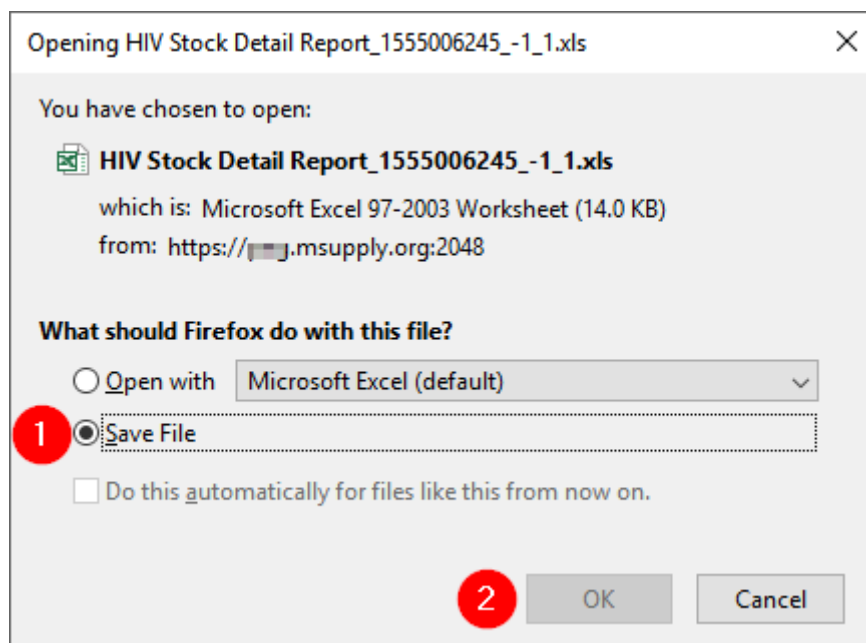 Opening HIV Stock Detail Report_1555006245_-1_1.xls
You have chosen to open:
HIV Stock Detail Report_1555006245_-1_1.xls
which is: Microsoft Excel 97-2003 Worksheet (14.0 KB)
from: https:// .msupply.org:2048
What should Firefox do with this file?
Open with Microsoft Excel (default)
1 Save File
Do this automatically for files like this from now on.
2 OK Cancel